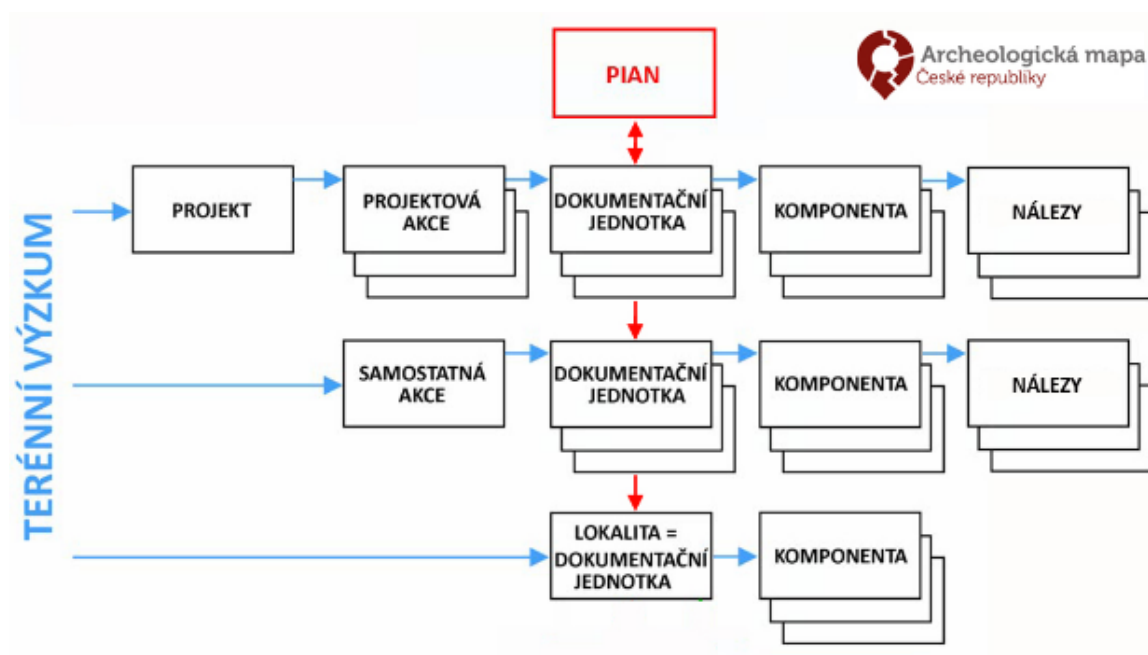 PIAN
Archeologická mapa
České republiky
TERÉNNÍ VÝZKUM
PROJEKT
PROJEKTOVÁ
AKCE
DOKUMENTAČNÍ
JEDNOTKA
KOMPONENTA
NÁLEZY
SAMOSTATNÁ
AKCE
DOKUMENTAČNÍ
JEDNOTKA
KOMPONENTA
NÁLEZY
LOKALITA =
DOKUMENTAČNÍ
JEDNOTKA
KOMPONENTA